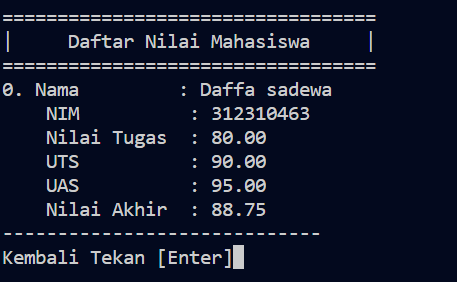 ==================================
|     Daftar Nilai Mahasiswa     |
==================================
0. Nama         : Daffa sadewa
    NIM          : 312310463
    Nilai Tugas  : 80.00
    UTS          : 90.00
    UAS          : 95.00
    Nilai Akhir  : 88.75
-----------------------------
Kembali Tekan [Enter]